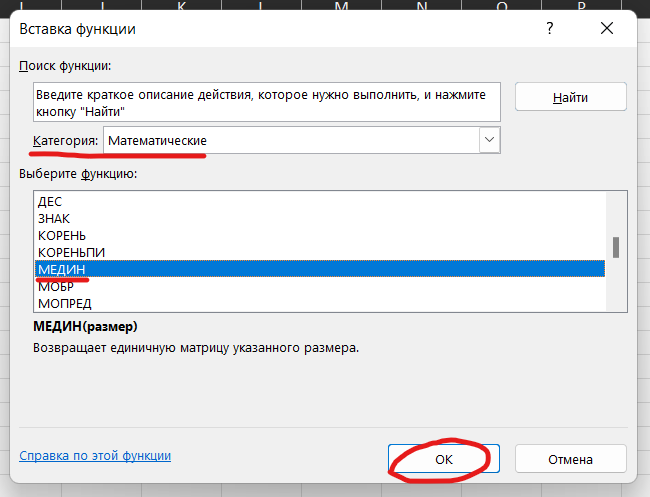 J K L M N O P
Вставка функции ?
Поиск функции:
Введите краткое описание действия, которое нужно выполнить, и нажмите
кнопку "Найти"
Найти
Категория: Математические
Выберите функцию:
ДЕС
ЗНАК
КОРЕНЬ
КОРЕНЬПИ
МЕДИН
МОБР
МОПРЕД
МЕДИН(размер)
Возвращает единичную матрицу указанного размера.
Справка по этой функции
ОК
Отмена